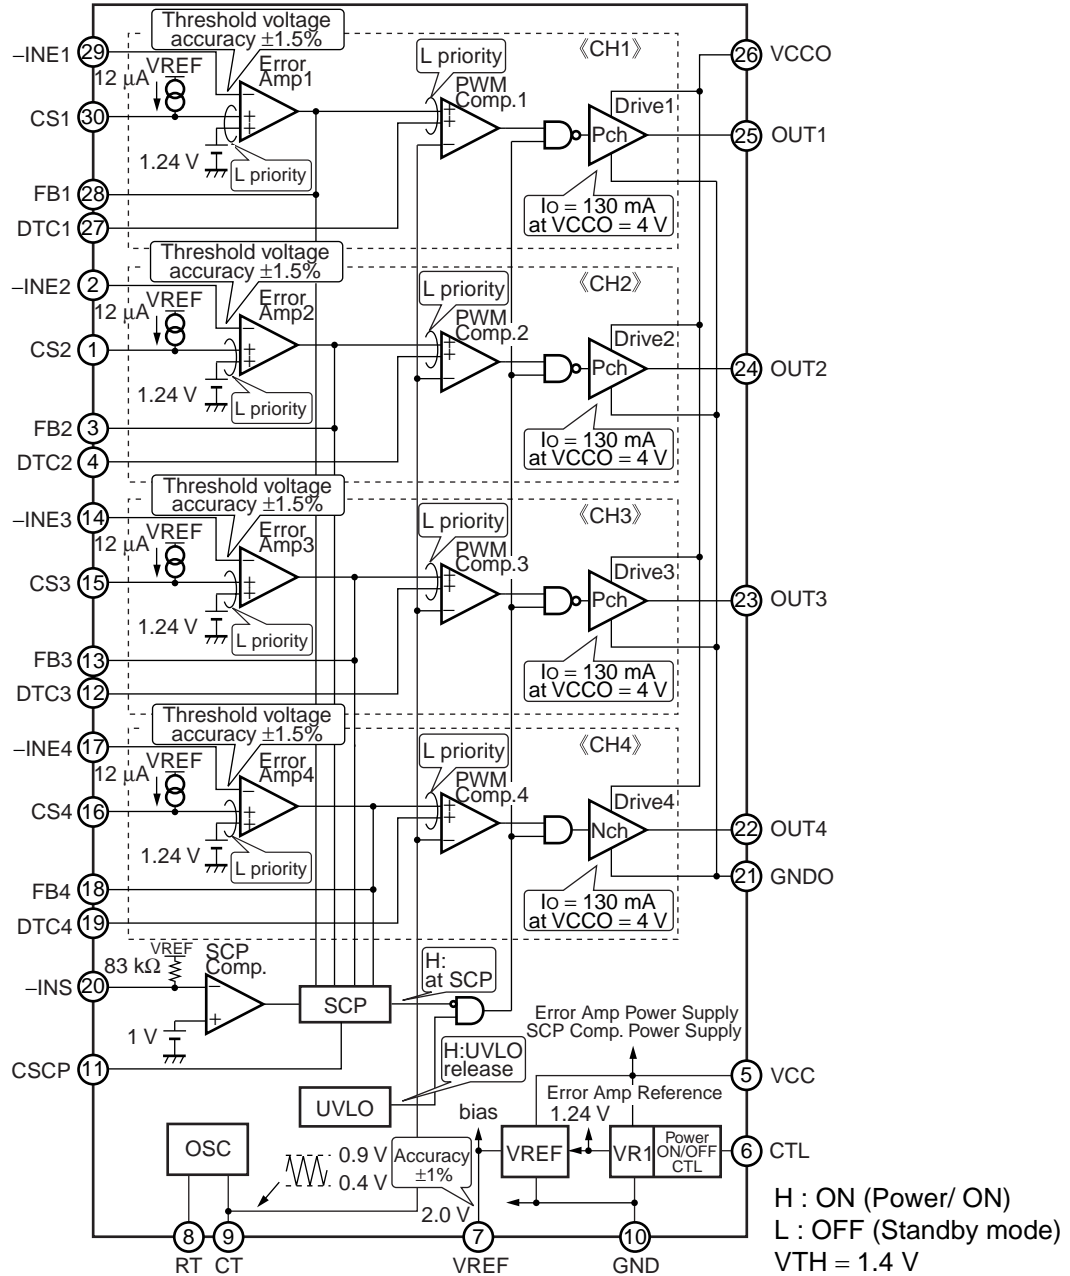 Threshold voltage
accuracy ±1.5%
L priority
《CH1》
–INE1 29
VREF
12 µA
Error
Amp1
PWM
Comp.1
26 VCCO
CS1 30
Drive1
Pch
25 OUT1
1.24 V
L priority
FB1 28
IO = 130 mA
at VCCO = 4 V
DTC1 27
Threshold voltage
accuracy ±1.5%
L priority
《CH2》
–INE2 2
VREF
12 µA
Error
Amp2
PWM
Comp.2
CS2 1
Drive2
Pch
24 OUT2
1.24 V
L priority
FB2 3
IO = 130 mA
at VCCO = 4 V
DTC2 4
Threshold voltage
accuracy ±1.5%
L priority
《CH3》
–INE3 14
VREF
12 µA
Error
Amp3
PWM
Comp.3
CS3 15
Drive3
Pch
23 OUT3
1.24 V
L priority
FB3 13
IO = 130 mA
at VCCO = 4 V
DTC3 12
Threshold voltage
accuracy ±1.5%
L priority
《CH4》
–INE4 17
VREF
12 µA
Error
Amp4
PWM
Comp.4
CS4 16
Drive4
Nch
22 OUT4
1.24 V
L priority
21 GNDO
FB4 18
IO = 130 mA
at VCCO = 4 V
DTC4 19
VREF
83 kΩ
SCP
Comp.
H:
at SCP
–INS 20
SCP
1 V
Error Amp Power Supply
SCP Comp. Power Supply
CSCP 11
H:UVLO
release
5 VCC
UVLO
bias
Error Amp Reference
1.24 V
OSC
0.9 V
0.4 V
Accuracy
±1%
VREF
VR1
Power
ON/OFF
CTL
6 CTL
2.0 V
8
9
7
10
RT
CT
VREF
GND
H : ON (Power/ ON)
L : OFF (Standby mode)
VTH = 1.4 V